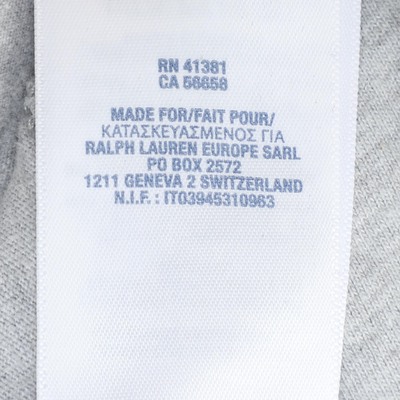 RN 41381
CA 56658
MADE FOR/FAIT POUR/
ΚΑΤΑΣΚΕΥΑΣΜΕΝΟΣ ΓΙΑ
RALPH LAUREN EUROPE SARL
PO BOX 2572
1211 GENEVA 2 SWITZERLAND
N.I.F. : IT03945310963